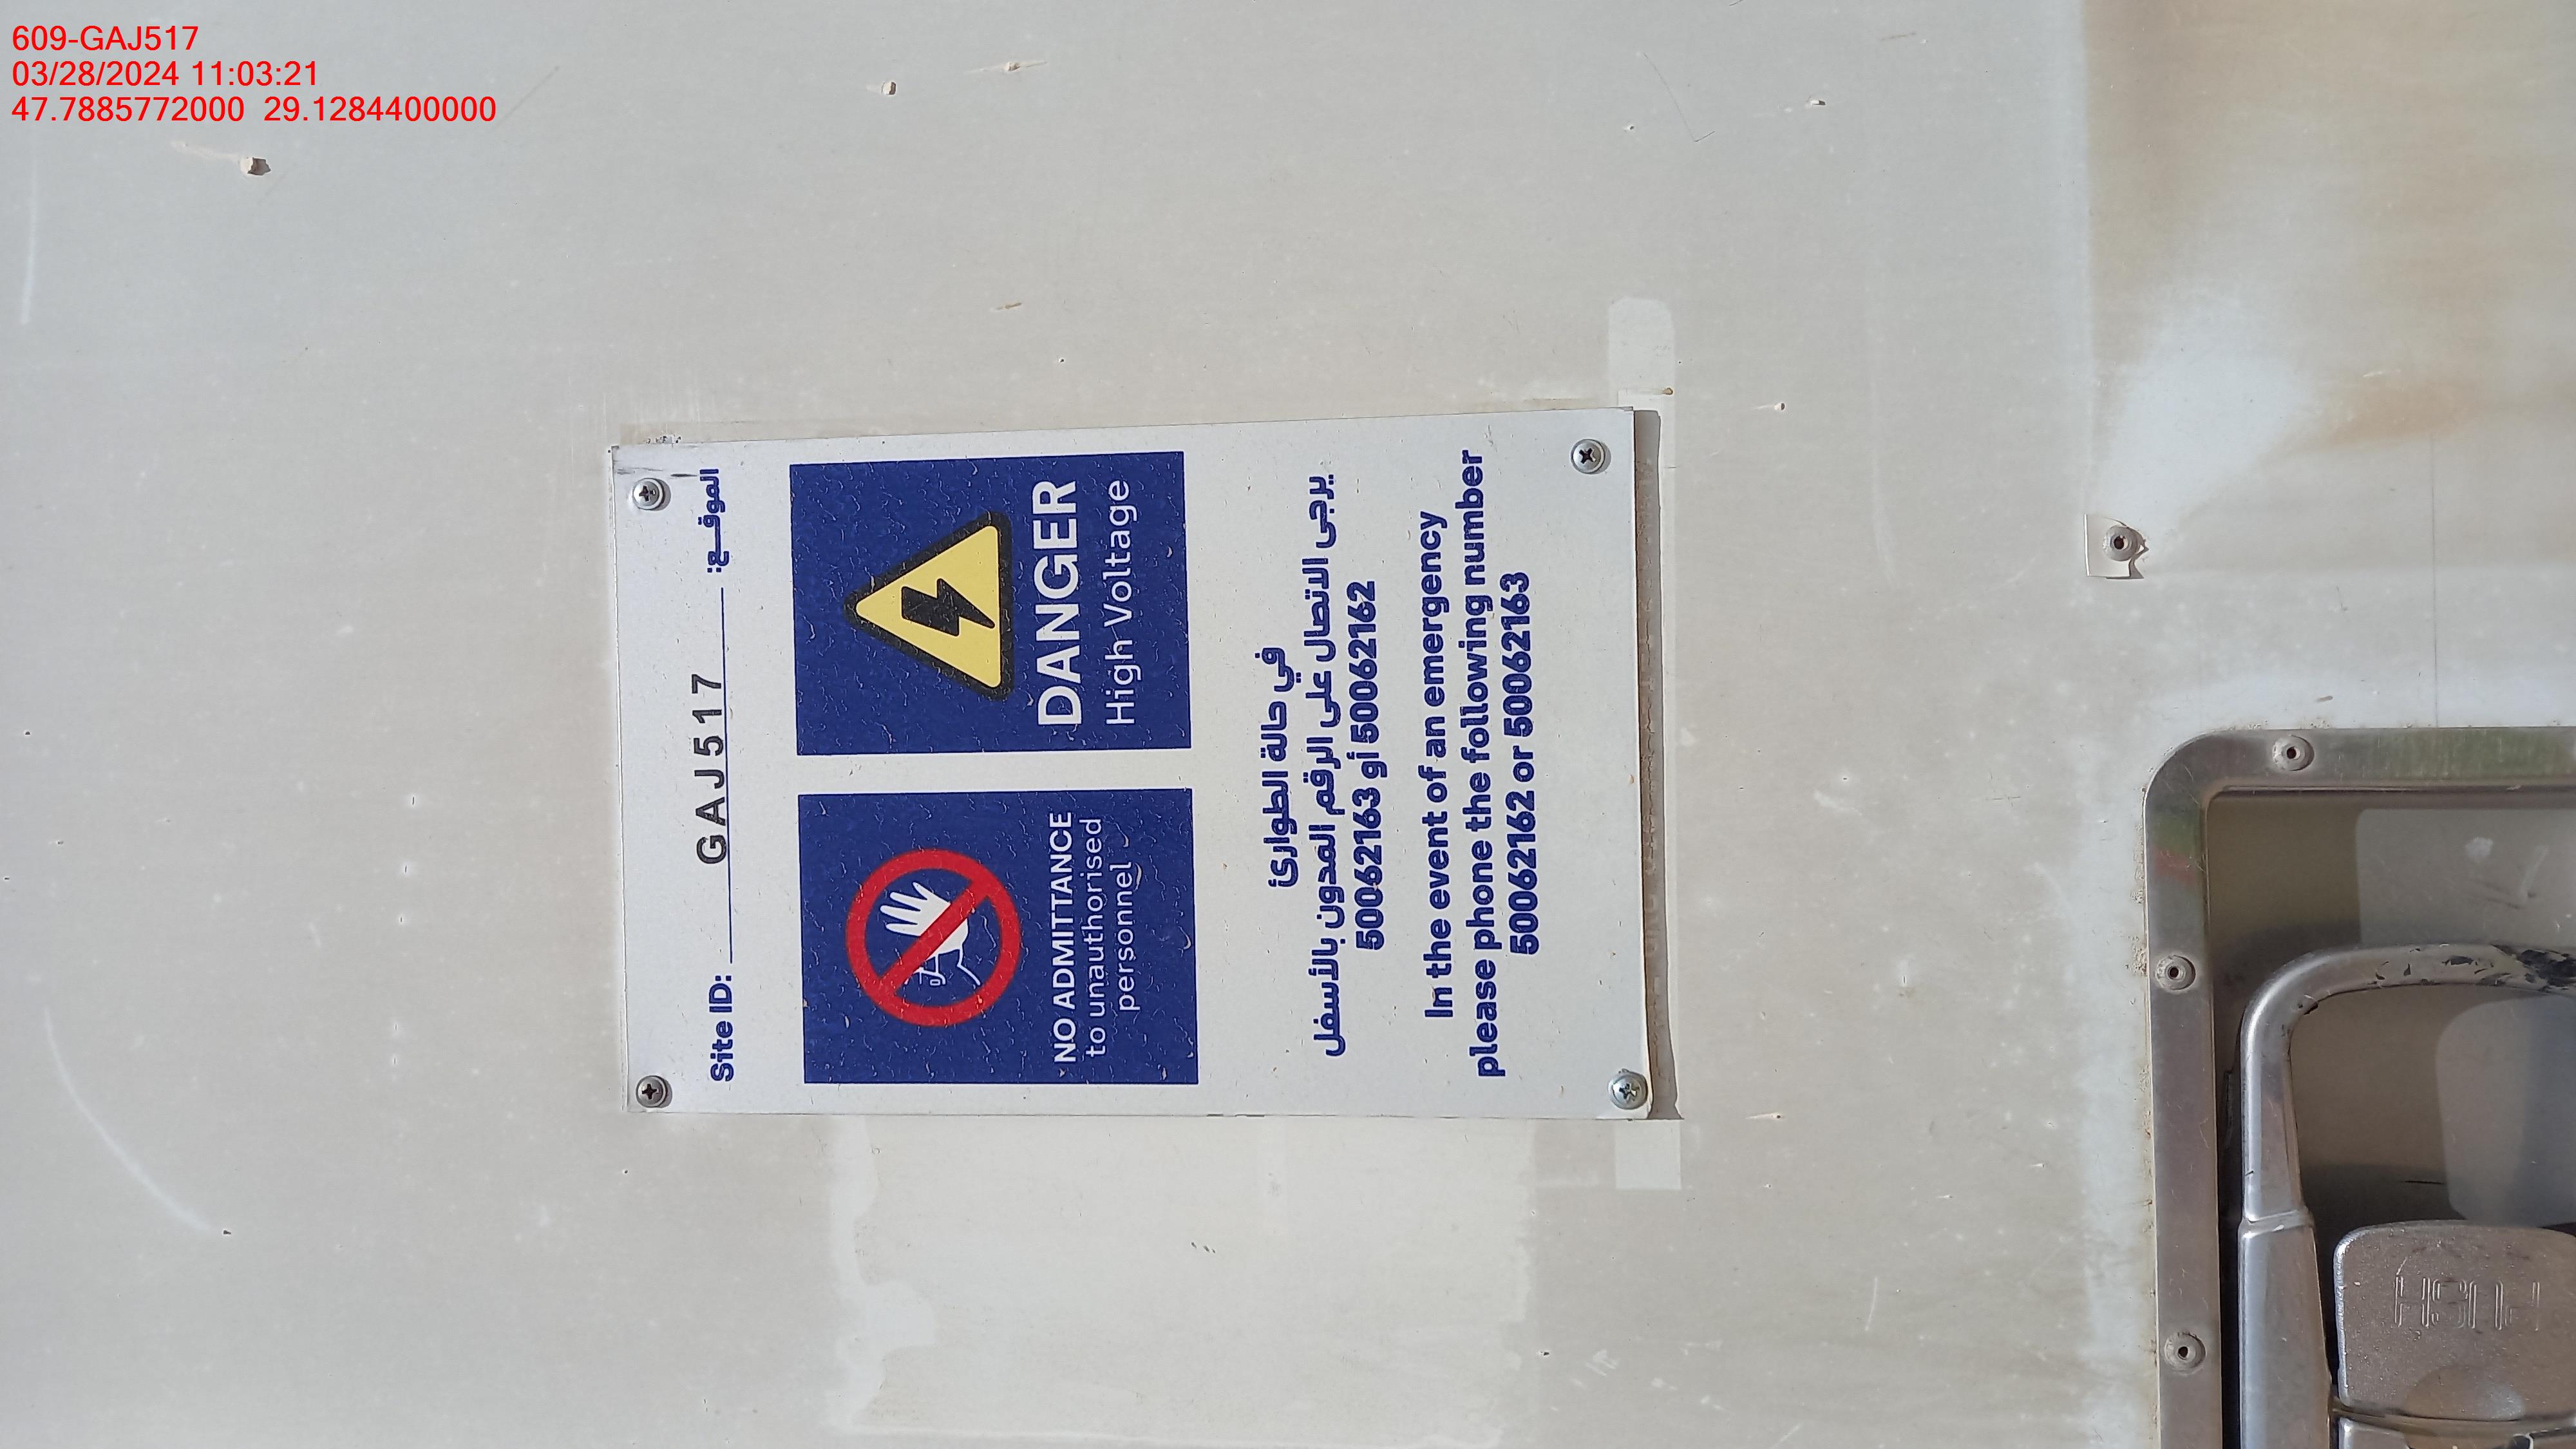 609-GAJ517
03/28/2024 11:03:21
47.7885772000 29.1284400000
Site ID: GAJ517 الموقـــع:
NO ADMITTANCE
to unauthorised
personnel
DANGER
High Voltage
في حالة الطوارئ
يرجى الاتصال على الرقم المدون بالأسفل
50062163 أو 50062162
In the event of an emergency
please phone the following number
50062162 or 50062163
PUSH